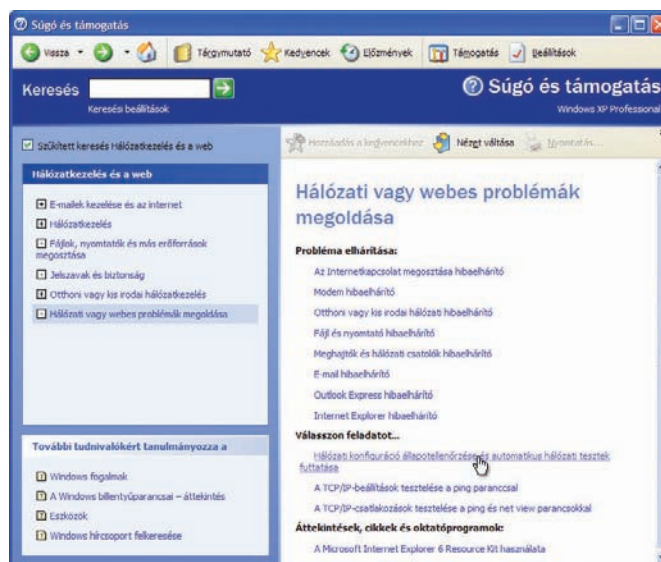 Súgó és támogatás
Vissza Tárgymutató Kedvencek Előzmények Támogatás Beállítások
Keresés
Keresési beállítások
Súgó és támogatás
Windows XP Professional
Szűkített keresés Hálózatkezelés és a web
Hálózatkezelés és a web
E-mailek kezelése és az internet
Hálózatkezelés
Fájlok, nyomtatók és más erőforrások
megosztása
Jelszavak és biztonság
Otthoni vagy kis irodai hálózatkezelés
Hálózati vagy webes problémák megoldása
További tudnivalókért tanulmányozza a
Windows fogalmak
A Windows billentyűparancsai – áttekintés
Eszközök
Windows hírcsoport felkeresése
Hozzáadás a kedvencekhez Nézet váltása Nyomtatás...
Hálózati vagy webes problémák
megoldása
Probléma elhárítása:
Az Internetkapcsolat megosztása hibaelhárító
Modem hibaelhárító
Otthoni vagy kis irodai hálózati hibaelhárító
Fájl és nyomtató hibaelhárító
Meghajtók és hálózati csatolók hibaelhárító
E-mail hibaelhárító
Outlook Express hibaelhárító
Internet Explorer hibaelhárító
Válasszon feladatot...
Hálózati konfiguráció állapotellenőrzése és automatikus hálózati tesztek
futtatása
A TCP/IP-beállítások tesztelése a ping paranccsal
A TCP/IP-csatlakozások tesztelése a ping és net view parancsokkal
Áttekintések, cikkek és oktatóprogramok:
A Microsoft Internet Explorer 6 Resource Kit használata